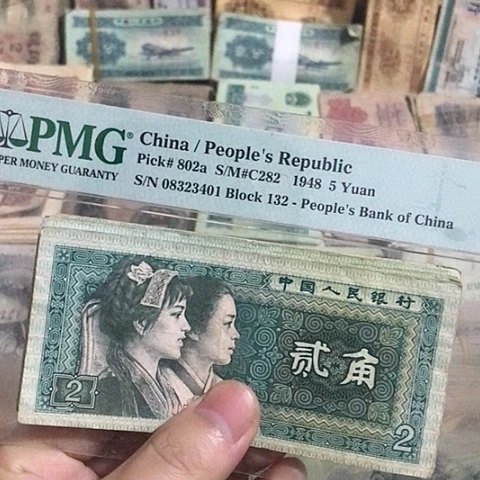 PMG®
PER MONEY GUARANTY
China / People's Republic
Pick# 802a S/M#C282 1948 5 Yuan
S/N 08323401 Block 132 - People's Bank of China
中国人民银行
贰角
2
2